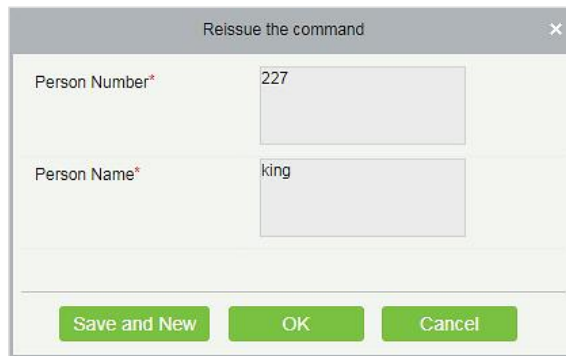 Reissue the command ×
Person Number* 227
Person Name* king
Save and New OK Cancel